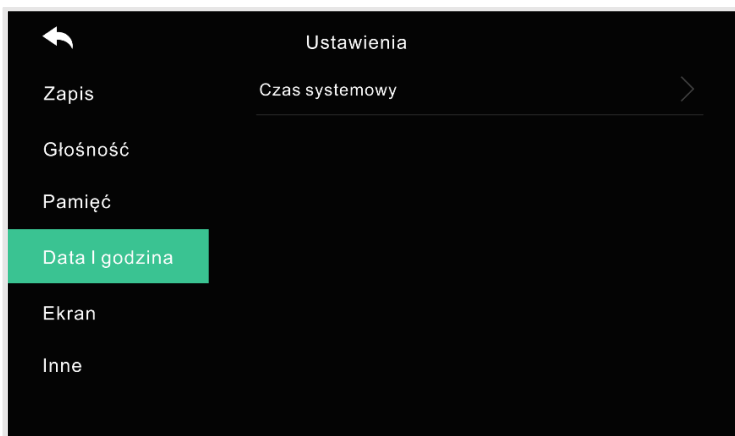 Ustawienia
Zapis
Głośność
Pamięć
Data I godzina
Ekran
Inne
Czas systemowy